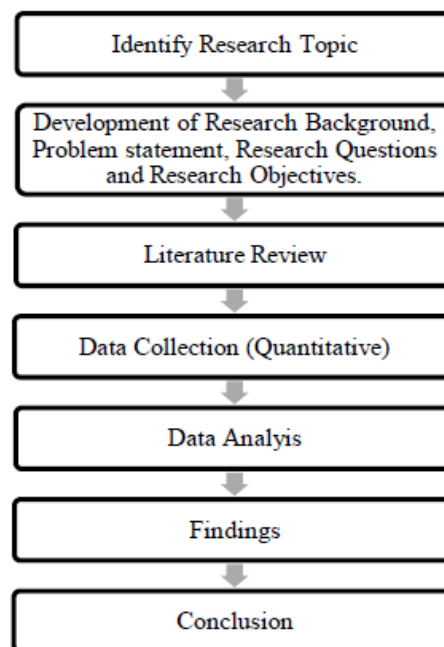 Identify Research Topic
Development of Research Background,
Problem statement, Research Questions
and Research Objectives.
Literature Review
Data Collection (Quantitative)
Data Analyis
Findings
Conclusion